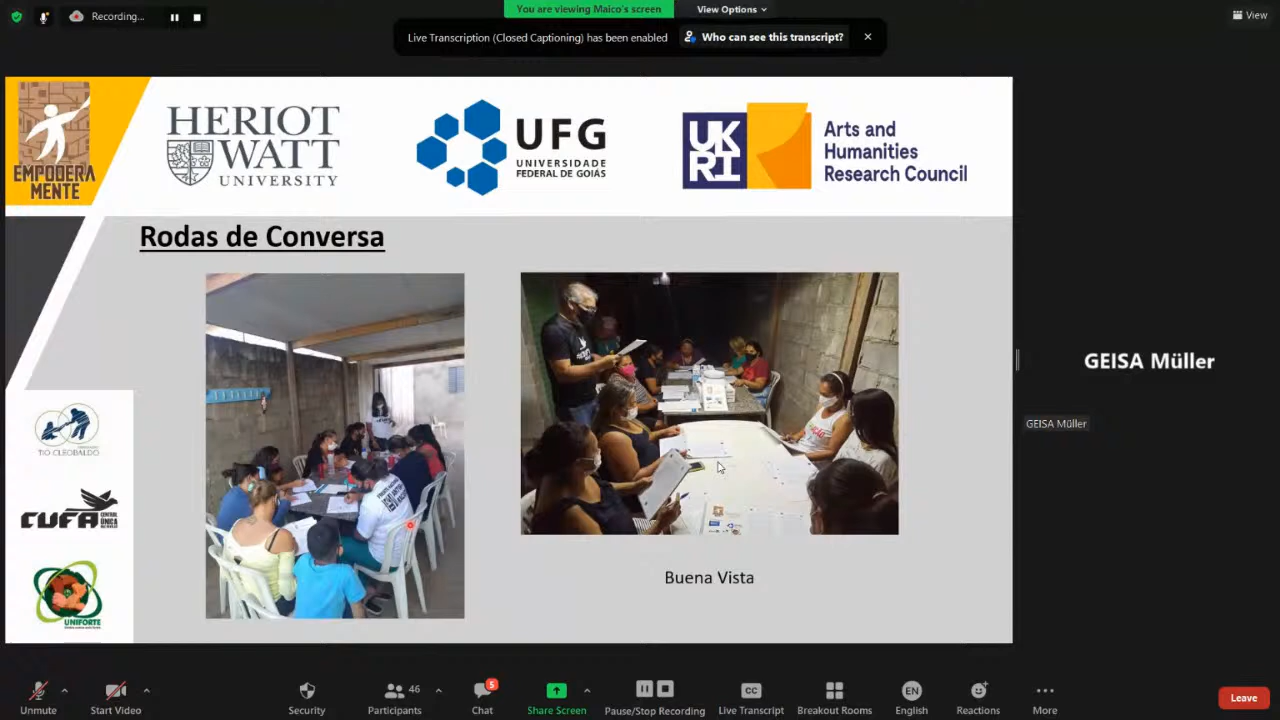 Recording...
You are viewing Maico's screen
View Options
View
Live Transcription (Closed Captioning) has been enabled
Who can see this transcript?
EMPODERA
MENTE
HERIOT
WATT
UNIVERSITY
UFG
UNIVERSIDADE
FEDERAL DE GOIÁS
UK
RI
Arts and
Humanities
Research Council
Rodas de Conversa
TIO CLEOBALDO
CUFA
CENTRAL
ÚNICA
UNIFORTE
Buena Vista
GEISA Müller
GEISA Müller
Unmute
Start Video
Security
46
Participants
5
Chat
Share Screen
Pause/Stop Recording
CC
Live Transcript
Breakout Rooms
EN
English
Reactions
More
Leave